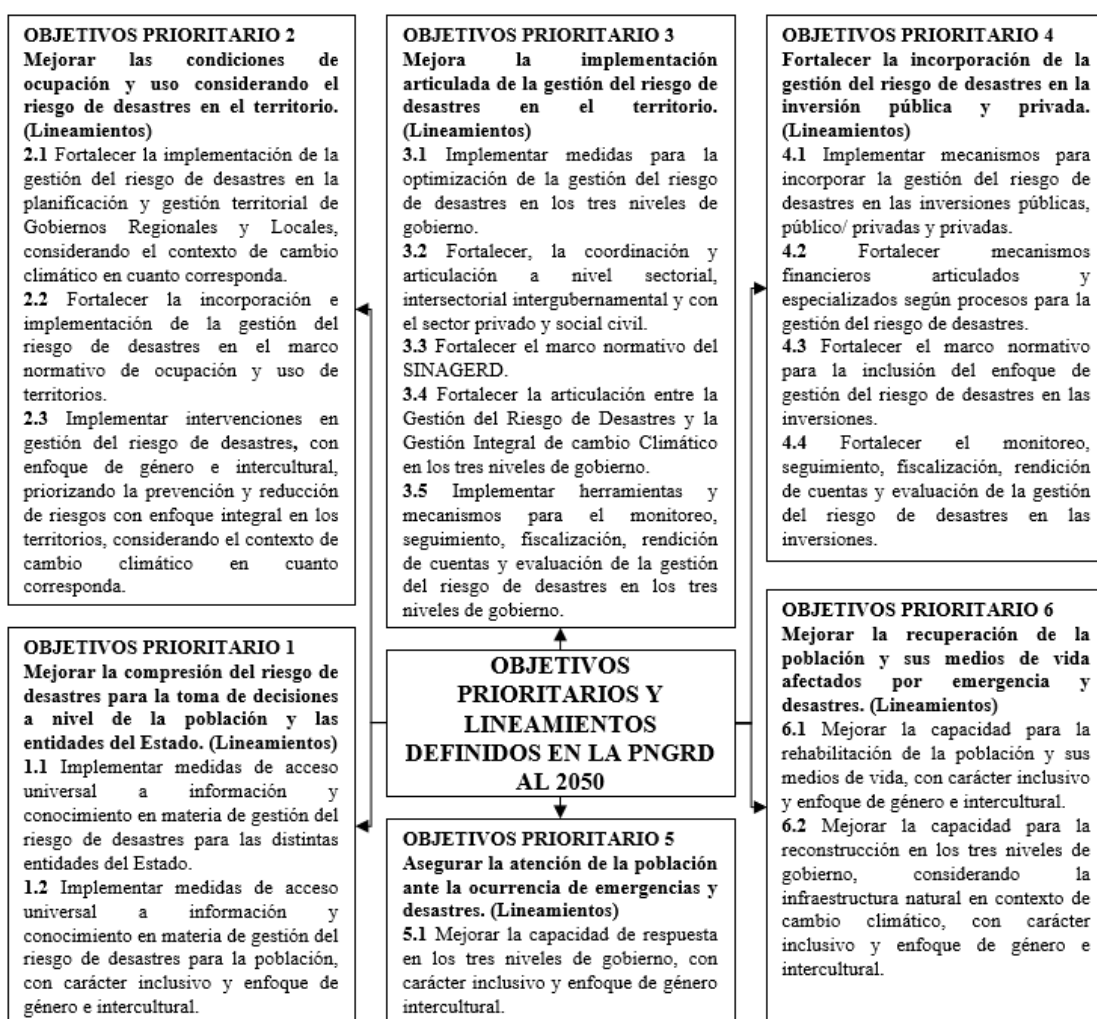 OBJETIVOS PRIORITARIO 2
Mejorar las condiciones de
ocupación y uso considerando el
riesgo de desastres en el territorio.
(Lineamientos)
2.1 Fortalecer la implementación de la
gestión del riesgo de desastres en la
planificación y gestión territorial de
Gobiernos Regionales y Locales,
considerando el contexto de cambio
climático en cuanto corresponda.
2.2 Fortalecer la incorporación e
implementación de la gestión del
riesgo de desastres en el marco
normativo de ocupación y uso de
territorios.
2.3 Implementar intervenciones en
gestión del riesgo de desastres, con
enfoque de género e intercultural,
priorizando la prevención y reducción
de riesgos con enfoque integral en los
territorios, considerando el contexto de
cambio climático en cuanto
corresponda.
OBJETIVOS PRIORITARIO 3
Mejora la implementación
articulada de la gestión del riesgo de
desastres en el territorio.
(Lineamientos)
3.1 Implementar medidas para la
optimización de la gestión del riesgo
de desastres en los tres niveles de
gobierno.
3.2 Fortalecer, la coordinación y
articulación a nivel sectorial,
intersectorial intergubernamental y con
el sector privado y social civil.
3.3 Fortalecer el marco normativo del
SINAGERD.
3.4 Fortalecer la articulación entre la
Gestión del Riesgo de Desastres y la
Gestión Integral de cambio Climático
en los tres niveles de gobierno.
3.5 Implementar herramientas y
mecanismos para el monitoreo,
seguimiento, fiscalización, rendición
de cuentas y evaluación de la gestión
del riesgo de desastres en los tres
niveles de gobierno.
OBJETIVOS PRIORITARIO 4
Fortalecer la incorporación de la
gestión del riesgo de desastres en la
inversión pública y privada.
(Lineamientos)
4.1 Implementar mecanismos para
incorporar la gestión del riesgo de
desastres en las inversiones públicas,
público/ privadas y privadas.
4.2 Fortalecer mecanismos
financieros articulados y
especializados según procesos para la
gestión del riesgo de desastres.
4.3 Fortalecer el marco normativo
para la inclusión del enfoque de
gestión del riesgo de desastres en las
inversiones.
4.4 Fortalecer el monitoreo,
seguimiento, fiscalización, rendición
de cuentas y evaluación de la gestión
del riesgo de desastres en las
inversiones.
OBJETIVOS PRIORITARIO 1
Mejorar la compresión del riesgo de
desastres para la toma de decisiones
a nivel de la población y las
entidades del Estado. (Lineamientos)
1.1 Implementar medidas de acceso
universal a información y
conocimiento en materia de gestión del
riesgo de desastres para las distintas
entidades del Estado.
1.2 Implementar medidas de acceso
universal a información y
conocimiento en materia de gestión del
riesgo de desastres para la población,
con carácter inclusivo y enfoque de
género e intercultural.
OBJETIVOS
PRIORITARIOS Y
LINEAMIENTOS
DEFINIDOS EN LA PNGRD
AL 2050
OBJETIVOS PRIORITARIO 5
Asegurar la atención de la población
ante la ocurrencia de emergencias y
desastres. (Lineamientos)
5.1 Mejorar la capacidad de respuesta
en los tres niveles de gobierno, con
carácter inclusivo y enfoque de género
intercultural.
OBJETIVOS PRIORITARIO 6
Mejorar la recuperación de la
población y sus medios de vida
afectados por emergencia y
desastres. (Lineamientos)
6.1 Mejorar la capacidad para la
rehabilitación de la población y sus
medios de vida, con carácter inclusivo
y enfoque de género e intercultural.
6.2 Mejorar la capacidad para la
reconstrucción en los tres niveles de
gobierno, considerando la
infraestructura natural en contexto de
cambio climático, con carácter
inclusivo y enfoque de género e
intercultural.